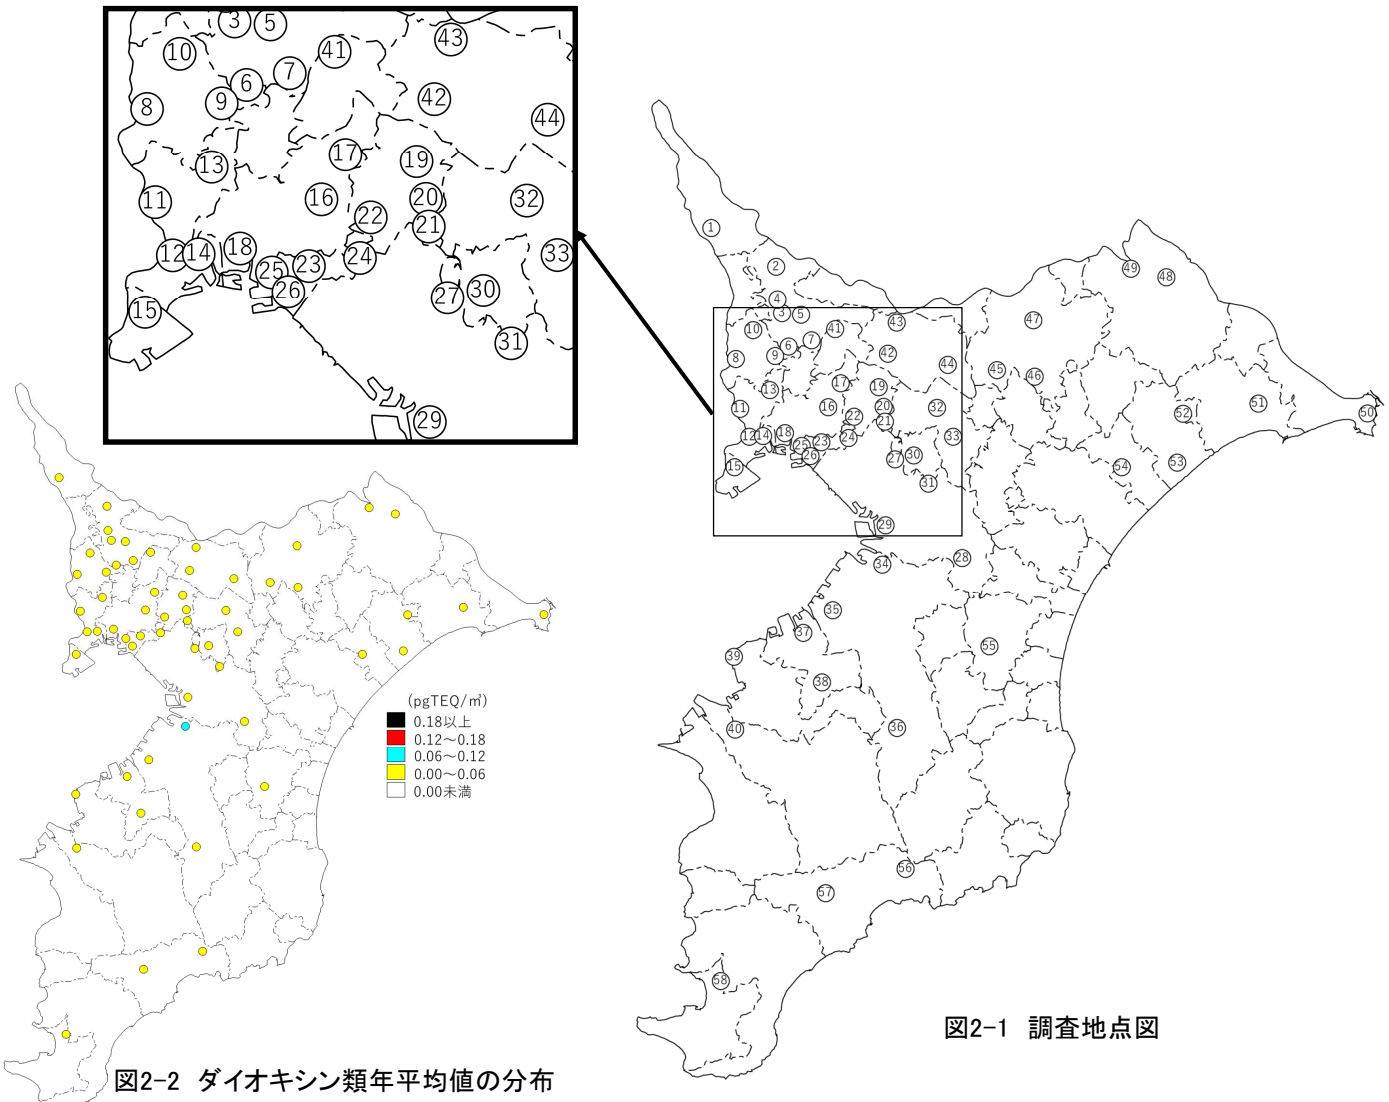 ③ ⑤
⑩ ㊶ ㊸
⑥ ⑦
⑧ ⑨ ㊷ ㊹
⑬ ⑰ ⑲
⑪ ⑯ ⑳ ㉜
㉒ ㉑
⑫ ⑭ ⑱ ㉔ ㉝
㉕ ㉓
㉖ ㉗ ㉚
⑮ ㉛
㉙
①
② ㊾ ㊽
④
③ ⑤ ㊸ ㊼
⑩ ㊶
⑥ ⑦
⑧ ⑨ ㊷ ㊹ ㊺ ㊻
⑬ ⑰ ⑲
⑪ ⑯ ⑳ ㉜ 51
㉒ ㉑ 52 ㊿
⑫ ⑭ ⑱ ㉔ ㉝
㉕ ㉓
㉖ ㉗ ㉚
⑮ 54 53
㉛
㉙
㉞ ㉘
㉟
㊲
㊴ 55
㊳
㊵ ㊱
56
57
58
(pgTEQ/㎥)
0.18以上
0.12～0.18
0.06～0.12
0.00～0.06
0.00未満
図2-1 調査地点図
図2-2 ダイオキシン類年平均値の分布